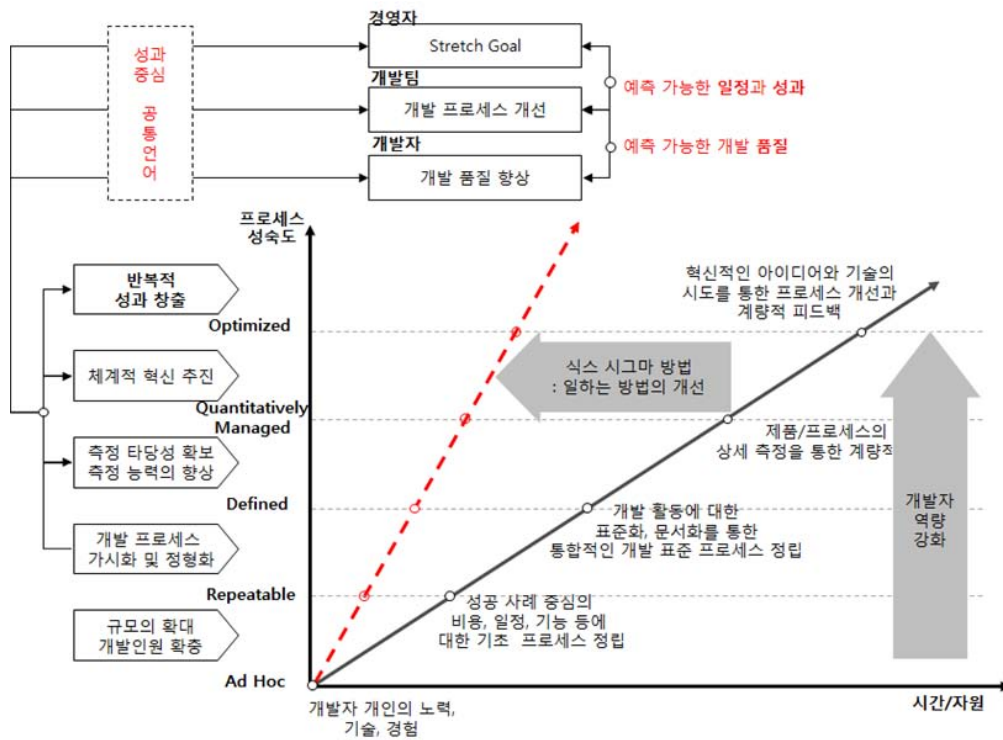 경영자
성과
중심
공
통
언
어
Stretch Goal
개발팀
개발 프로세스 개선
개발자
개발 품질 향상
예측 가능한 일정과 성과
예측 가능한 개발 품질
프로세스
성숙도
반복적
성과 창출
체계적 혁신 추진
측정 타당성 확보
측정 능력의 향상
개발 프로세스
가시화 및 정형화
규모의 확대
개발인원 확충
Optimized
Quantitatively
Managed
Defined
Repeatable
Ad Hoc
혁신적인 아이디어와 기술의
시도를 통한 프로세스 개선과
계량적 피드백
식스 시그마 방법
: 일하는 방법의 개선
제품/프로세스의
상세 측정을 통한 계량적
개발 활동에 대한
표준화, 문서화를 통한
통합적인 개발 표준 프로세스 정립
성공 사례 중심의
비용, 일정, 기능 등에
대한 기초 프로세스 정립
개발자
역량
강화
개발자 개인의 노력,
기술, 경험
시간/자원